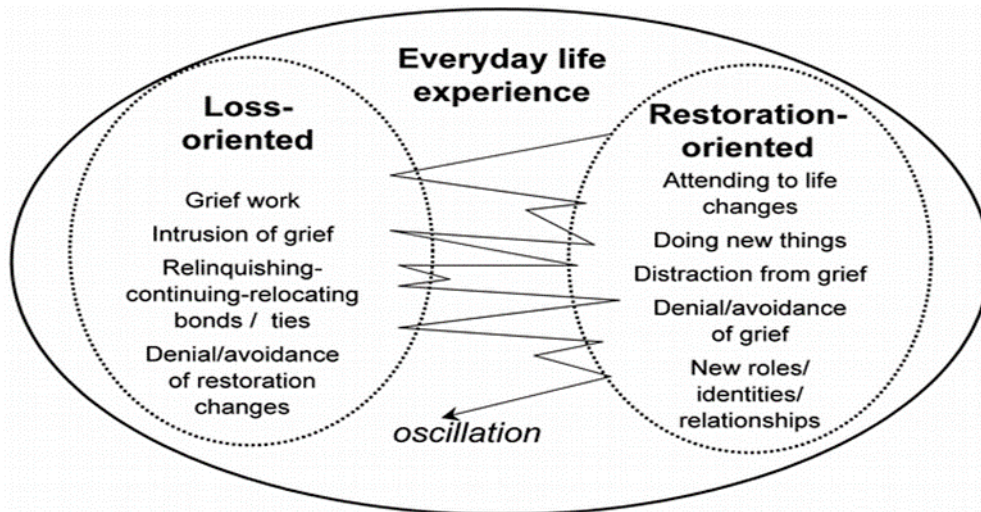 Everyday life
experience
Loss-
oriented
Grief work
Intrusion of grief
Relinquishing-
continuing-relocating
bonds / ties
Denial/avoidance
of restoration
changes
Restoration-
oriented
Attending to life
changes
Doing new things
Distraction from grief
Denial/avoidance
of grief
New roles/
identities/
relationships
oscillation